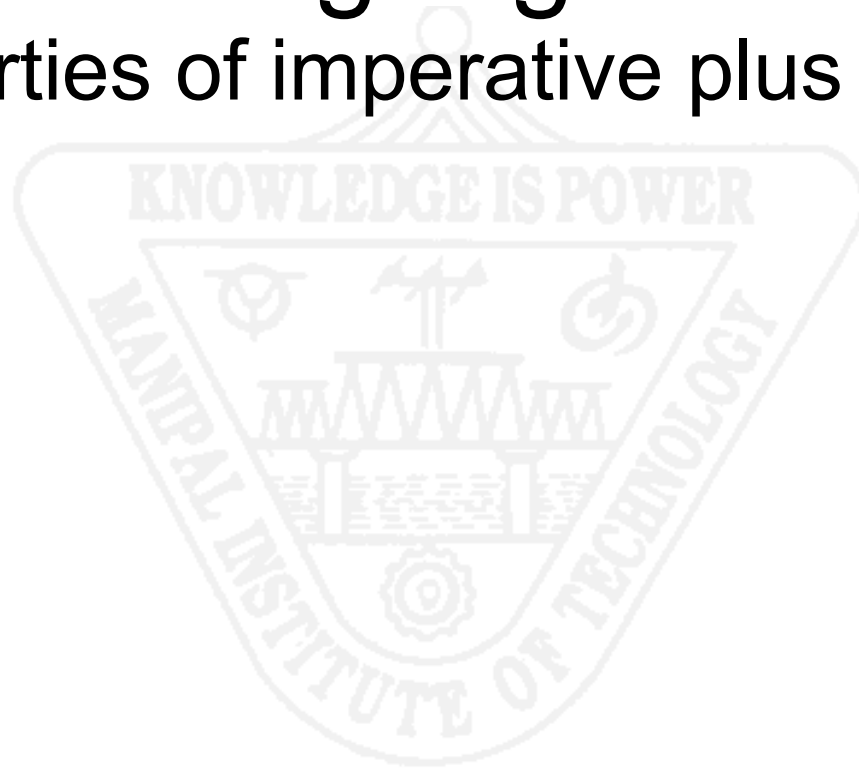 rties of imperative plus
KNOWLEDGE IS POWER
MANIPAL INSTITUTE OF TECHNOLOGY